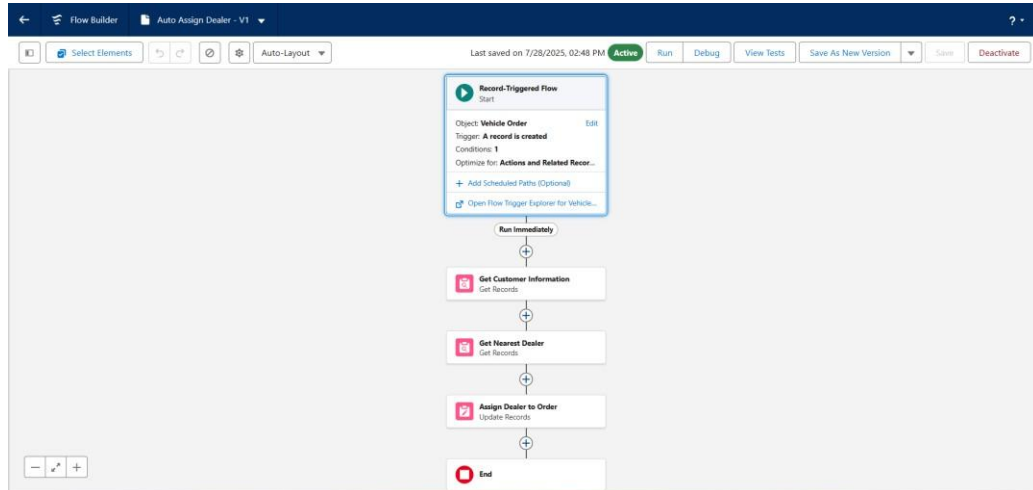 Flow Builder
Auto Assign Dealer - V1
?
Select Elements
Auto-Layout
Last saved on 7/28/2025, 02:48 PM
Active
Run
Debug
View Tests
Save As New Version
Save
Deactivate
Record-Triggered Flow
Start
Object: Vehicle Order
Edit
Trigger: A record is created
Conditions: 1
Optimize for: Actions and Related Recor...
+ Add Scheduled Paths (Optional)
Open Flow Trigger Explorer for Vehicle...
Run Immediately
Get Customer Information
Get Records
Get Nearest Dealer
Get Records
Assign Dealer to Order
Update Records
End